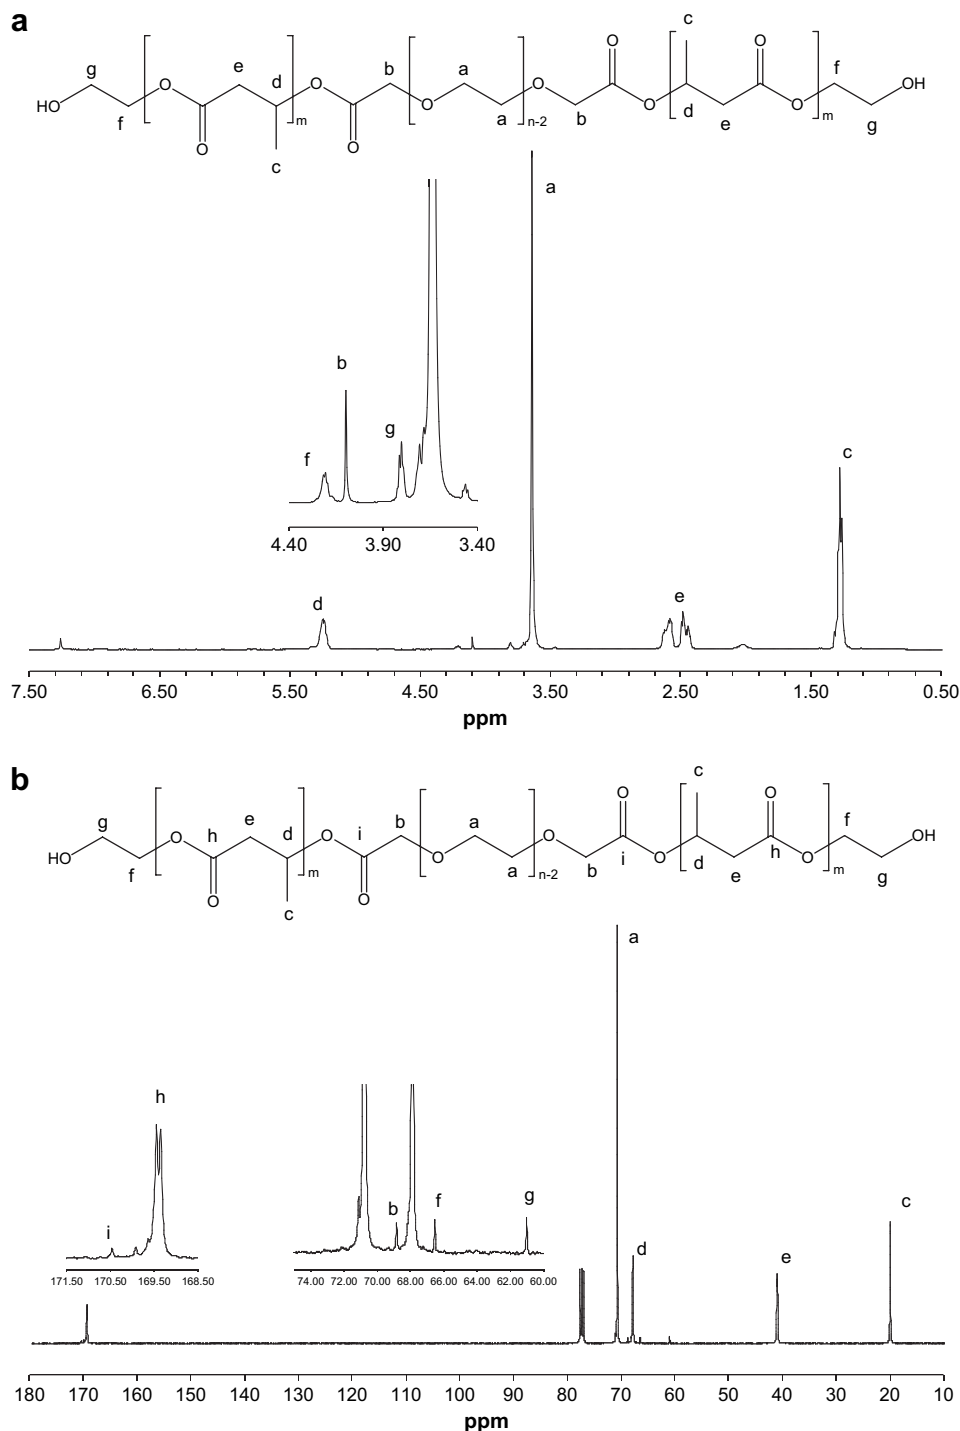 a
c
O
O
g
e
d
b
a
f
HO
O
O
O
O
O
O
OH
f
m
a
n-2
b
d
e
m
g
O
c
O
a
b
g
f
c
4.40 3.90 3.40
d
e
7.50 6.50 5.50 4.50 3.50 2.50 1.50 0.50
ppm
b
c
O
O
g
h
e
d
i
b
a
f
HO
O
O
O
O
O
O
OH
f
m
a
n-2
b
i
d
e
h
m
g
O
c
O
a
h
b
f
g
c
i
d
e
171.50 170.50 169.50 168.50
74.00 72.00 70.00 68.00 66.00 64.00 62.00 60.00
180 170 160 150 140 130 120 110 100 90 80 70 60 50 40 30 20 10
ppm